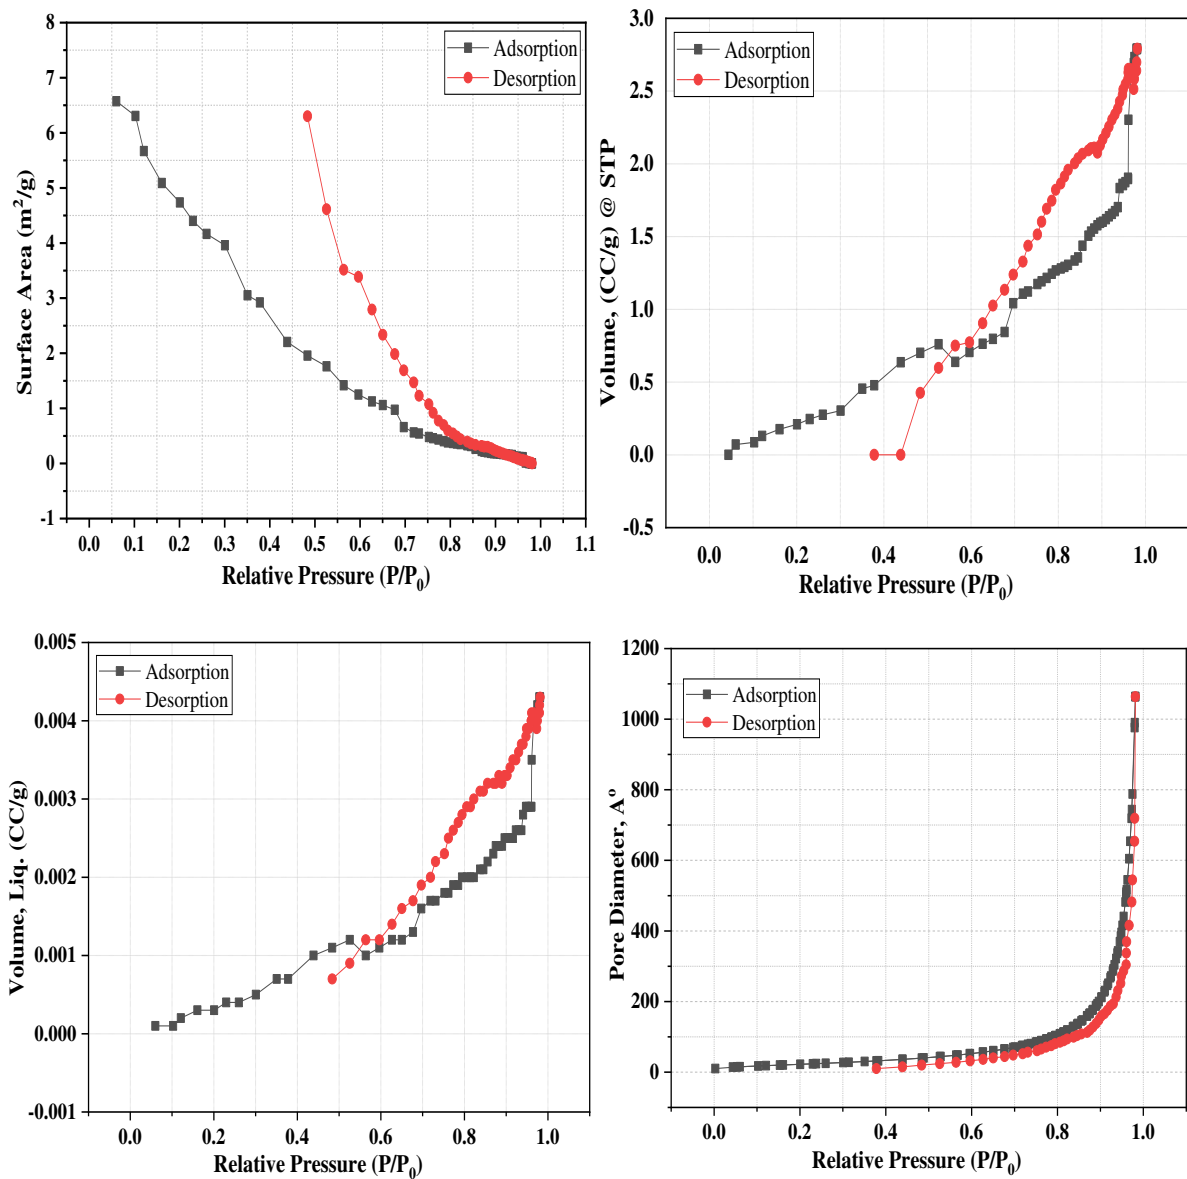 8
7
6
5
4
3
2
1
0
-1
Surface Area (m²/g)
Adsorption
Desorption
0.0 0.1 0.2 0.3 0.4 0.5 0.6 0.7 0.8 0.9 1.0 1.1
Relative Pressure (P/P₀)
3.0
2.5
2.0
1.5
1.0
0.5
0.0
-0.5
Volume, (CC/g) @ STP
Adsorption
Desorption
0.0 0.2 0.4 0.6 0.8 1.0
Relative Pressure (P/P₀)
0.005
0.004
0.003
0.002
0.001
0.000
-0.001
Volume, Liq. (CC/g)
Adsorption
Desorption
0.0 0.2 0.4 0.6 0.8 1.0
Relative Pressure (P/P₀)
1200
1000
800
600
400
200
0
Pore Diameter, Aº
Adsorption
Desorption
0.0 0.2 0.4 0.6 0.8 1.0
Relative Pressure (P/P₀)